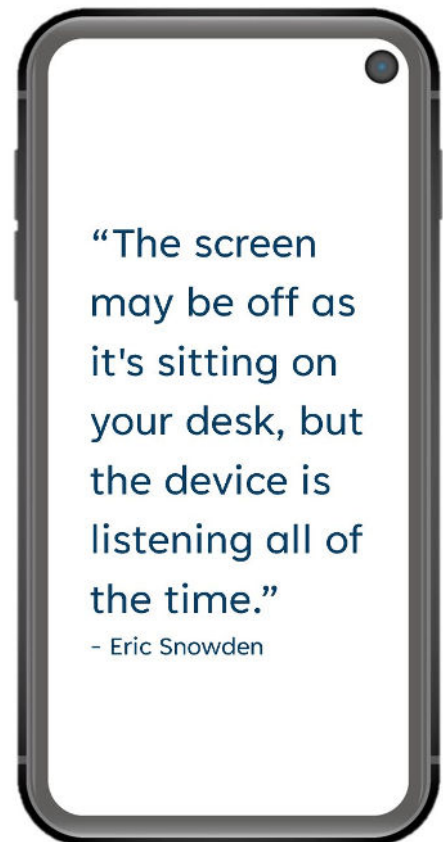 “The screen
may be off as
it's sitting on
your desk, but
the device is
listening all of
the time.”
- Eric Snowden